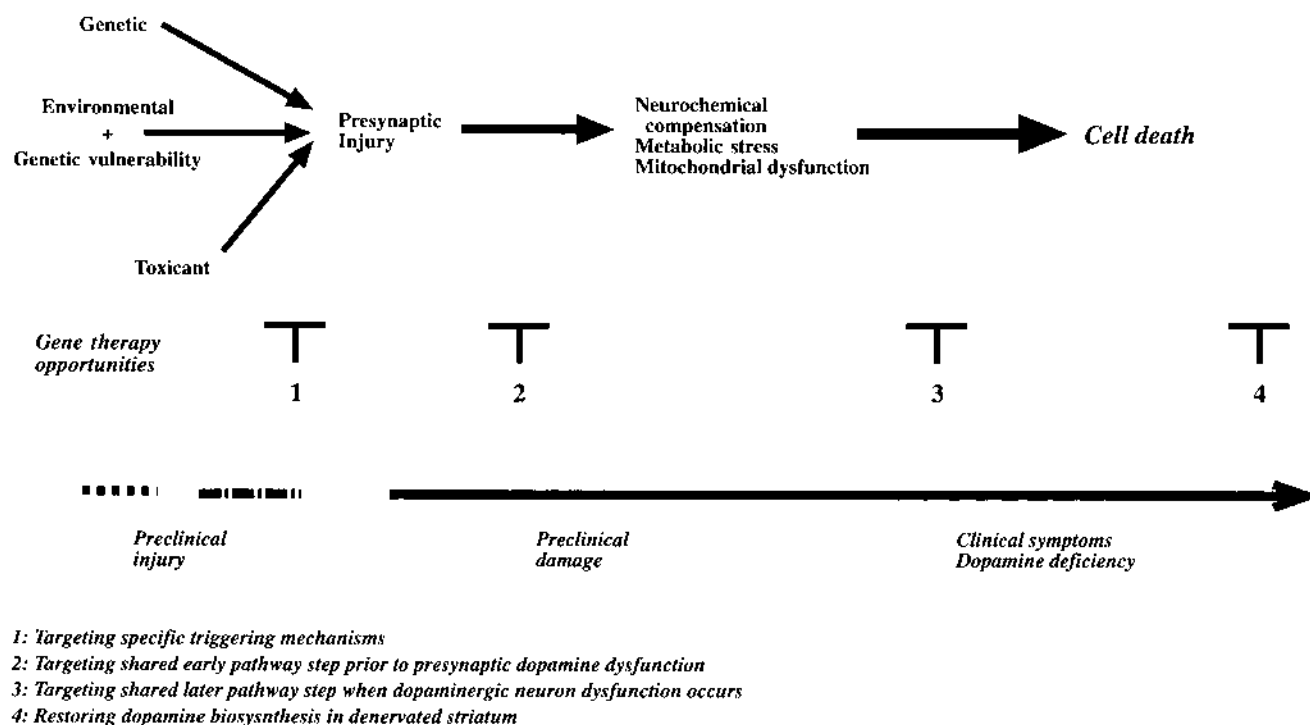 Genetic
Environmental
+
Genetic vulnerability
Toxicant
Presynaptic
Injury
Neurochemical
compensation
Metabolic stress
Mitochondrial dysfunction
Cell death
Gene therapy
opportunities
1
2
3
4
Preclinical
injury
Preclinical
damage
Clinical symptoms
Dopamine deficiency
1: Targeting specific triggering mechanisms
2: Targeting shared early pathway step prior to presynaptic dopamine dysfunction
3: Targeting shared later pathway step when dopaminergic neuron dysfunction occurs
4: Restoring dopamine biosysnthesis in denervated striatum